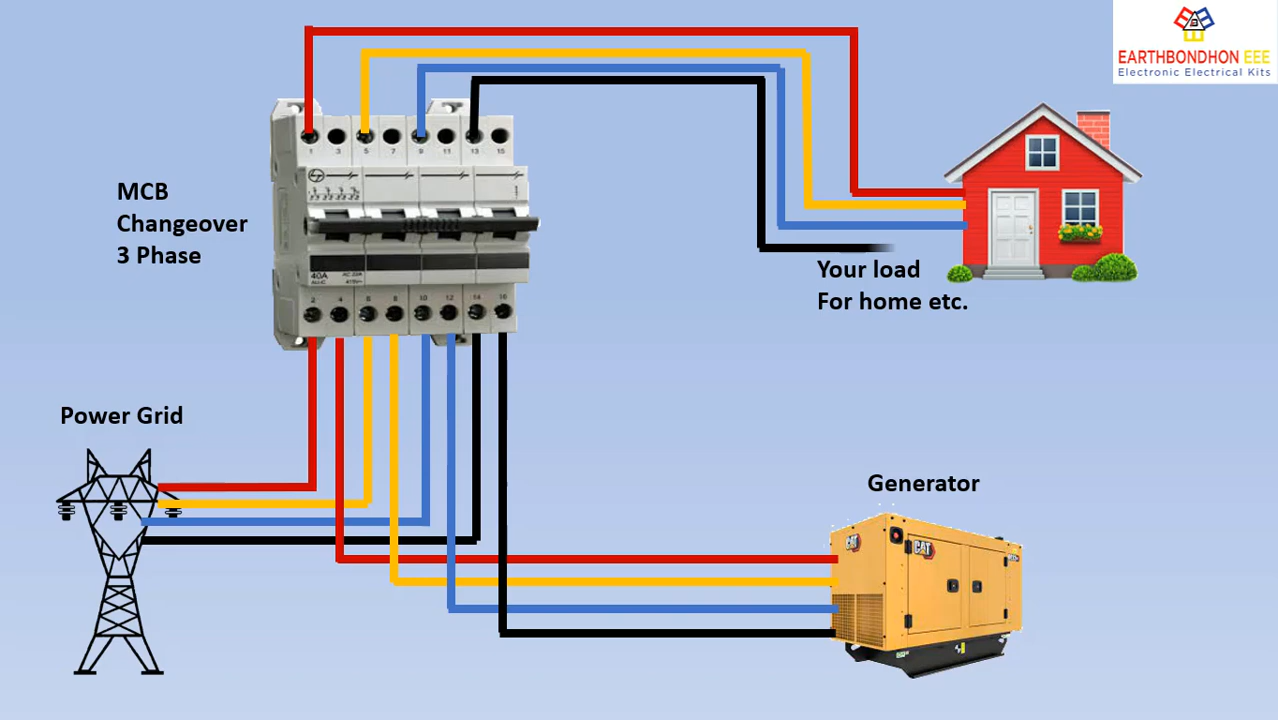 EARTHBONDHON EEE
Electronic Electrical Kits
1 3 5 7 9 11 13 15
MCB
Changeover
3 Phase
40A
2 4 6 8 10 12 14 16
Your load
For home etc.
Power Grid
Generator
CAT
CAT